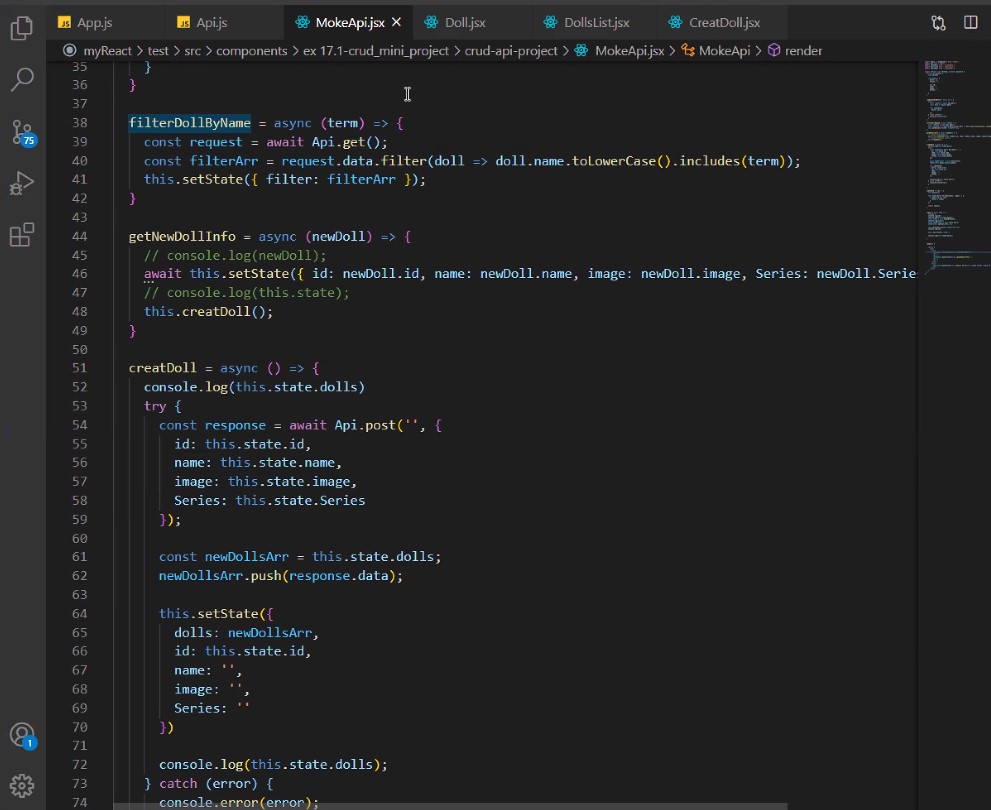 App.js
Api.js
MokeApi.jsx
Doll.jsx
DollsList.jsx
CreatDoll.jsx
myReact > test > src > components > ex 17.1-crud_mini_project > crud-api-project > MokeApi.jsx > MokeApi > render
35 }
36 }
37
38 filterDollByName = async (term) => {
39 const request = await Api.get();
40 const filterArr = request.data.filter(doll => doll.name.toLowerCase().includes(term));
41 this.setState({ filter: filterArr });
42 }
43
44 getNewDollInfo = async (newDoll) => {
45 // console.log(newDoll);
46 await this.setState({ id: newDoll.id, name: newDoll.name, image: newDoll.image, Series: newDoll.Serie
47 // console.log(this.state);
48 this.creatDoll();
49 }
50
51 creatDoll = async () => {
52 console.log(this.state.dolls)
53 try {
54 const response = await Api.post('', {
55 id: this.state.id,
56 name: this.state.name,
57 image: this.state.image,
58 Series: this.state.Series
59 });
60
61 const newDollsArr = this.state.dolls;
62 newDollsArr.push(response.data);
63
64 this.setState({
65 dolls: newDollsArr,
66 id: this.state.id,
67 name: '',
68 image: '',
69 Series: ''
70 })
71
72 console.log(this.state.dolls);
73 } catch (error) {
74 console.error(error);
75
1